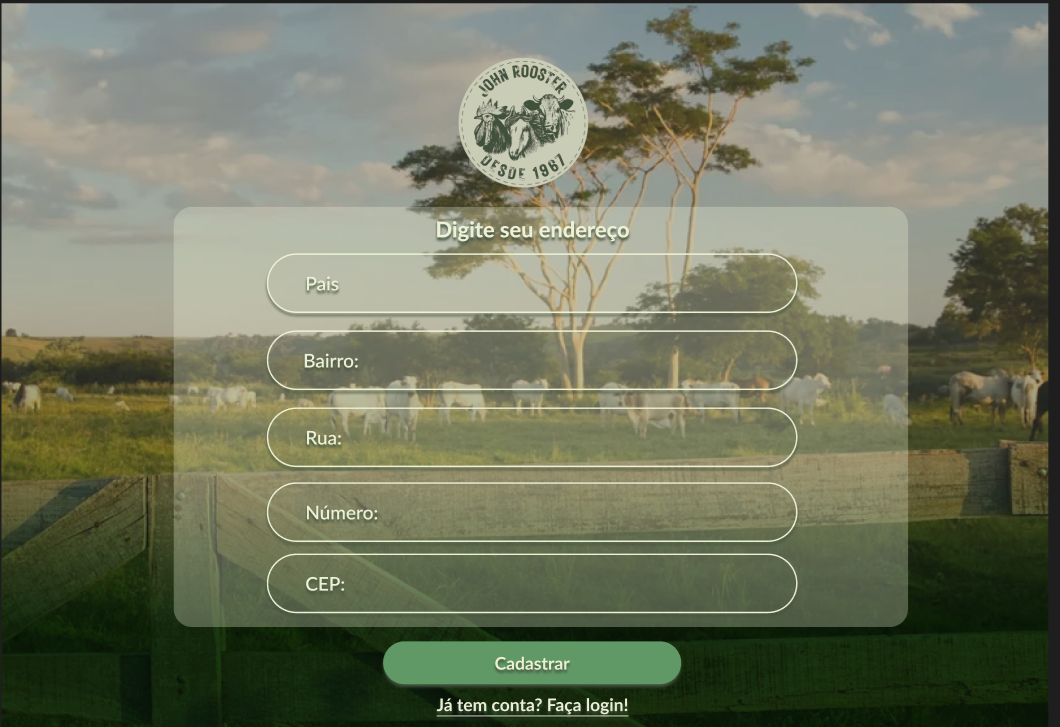 JOHN ROOSTER
DESDE 1967
Digite seu endereço
Pais
Bairro:
Rua:
Número:
CEP:
Cadastrar
Já tem conta? Faça login!